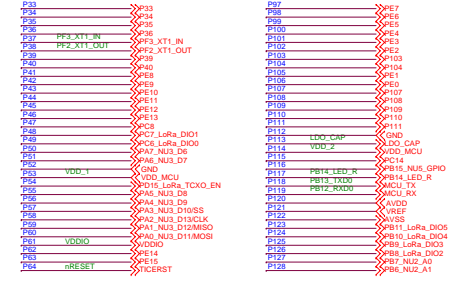 P33 P33
P34 P34
P35 P35
P36 P36
P37 PF3_XT1_IN PF3_XT1_IN
P38 PF2_XT1_OUT PF2_XT1_OUT
P39 P39
P40 P40
P41 PE8
P42 PE9
P43 PE10
P44 PE11
P45 PE12
P46 PE13
P47 PC8
P48 PC7_LoRa_DIO1
P49 PC6_LoRa_DIO0
P50 PA7_NU3_D6
P51 PA6_NU3_D7
P52 GND
P53 VDD_1 VDD_MCU
P54 PD15_LoRa_TCXO_EN
P55 PA5_NU3_D8
P56 PA4_NU3_D9
P57 PA3_NU3_D10/SS
P58 PA2_NU3_D13/CLK
P59 PA1_NU3_D12/MISO
P60 PA0_NU3_D11/MOSI
P61 VDDIO VDDIO
P62 PE14
P63 PE15
P64 nRESET TICERST
P97 PE7
P98 PE6
P99 PE5
P100 PE4
P101 PE3
P102 PE2
P103 P103
P104 P104
P105 PE1
P106 PE0
P107 P107
P108 P108
P109 P109
P110 P110
P111 P111
P112 GND
P113 LDO_CAP LDO_CAP
P114 VDD_2 VDD_MCU
P115 PC14
P116 PB15_NU5_GPIO
P117 PB14_LED_R PB14_LED_R
P118 PB13_TXD0 MCU_TX
P119 PB12_RXD0 MCU_RX
P120 AVDD
P121 VREF
P122 AVSS
P123 PB11_LoRa_DIO5
P124 PB10_LoRa_DIO4
P125 PB9_LoRa_DIO3
P126 PB8_LoRa_DIO2
P127 PB7_NU2_A0
P128 PB6_NU2_A1